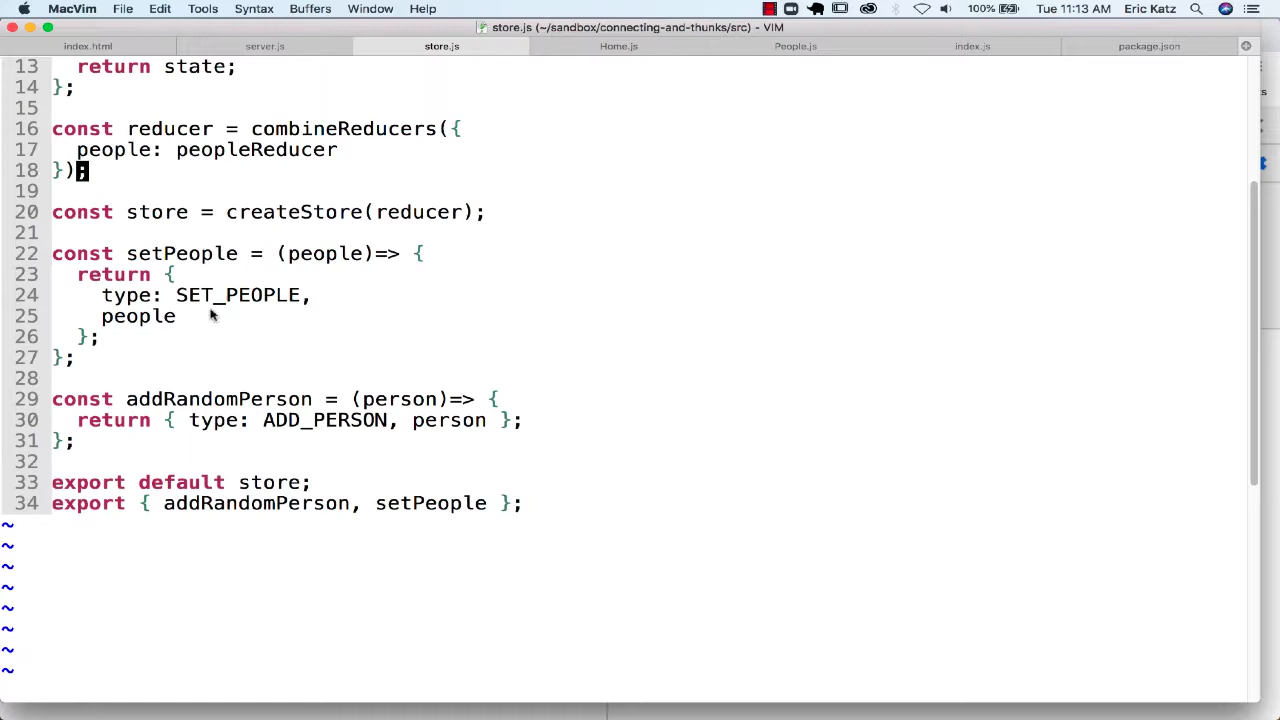 MacVim File Edit Tools Syntax Buffers Window Help 100% Tue 11:13 AM Eric Katz
store.js (~/sandbox/connecting-and-thunks/src) - VIM
index.html server.js store.js Home.js People.js index.js package.json
13 return state;
14 };
15
16 const reducer = combineReducers({
17 people: peopleReducer
18 });
19
20 const store = createStore(reducer);
21
22 const setPeople = (people)=> {
23 return {
24 type: SET_PEOPLE,
25 people
26 };
27 };
28
29 const addRandomPerson = (person)=> {
30 return { type: ADD_PERSON, person };
31 };
32
33 export default store;
34 export { addRandomPerson, setPeople };
~
~
~
~
~
~
~
~